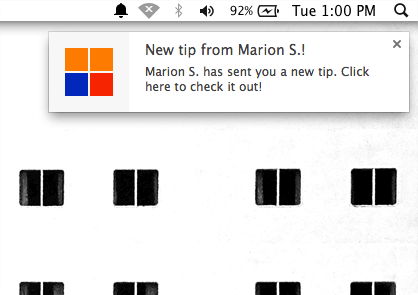 92% Tue 1:00 PM
New tip from Marion S.!
Marion S. has sent you a new tip. Click
here to check it out!